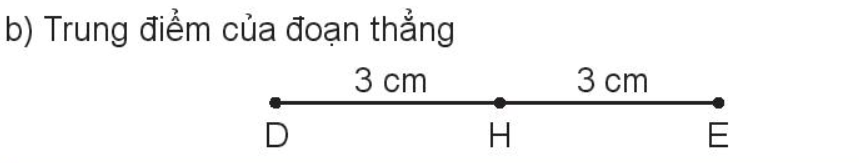 b) Trung điểm của đoạn thẳng
3 cm 3 cm
D H E